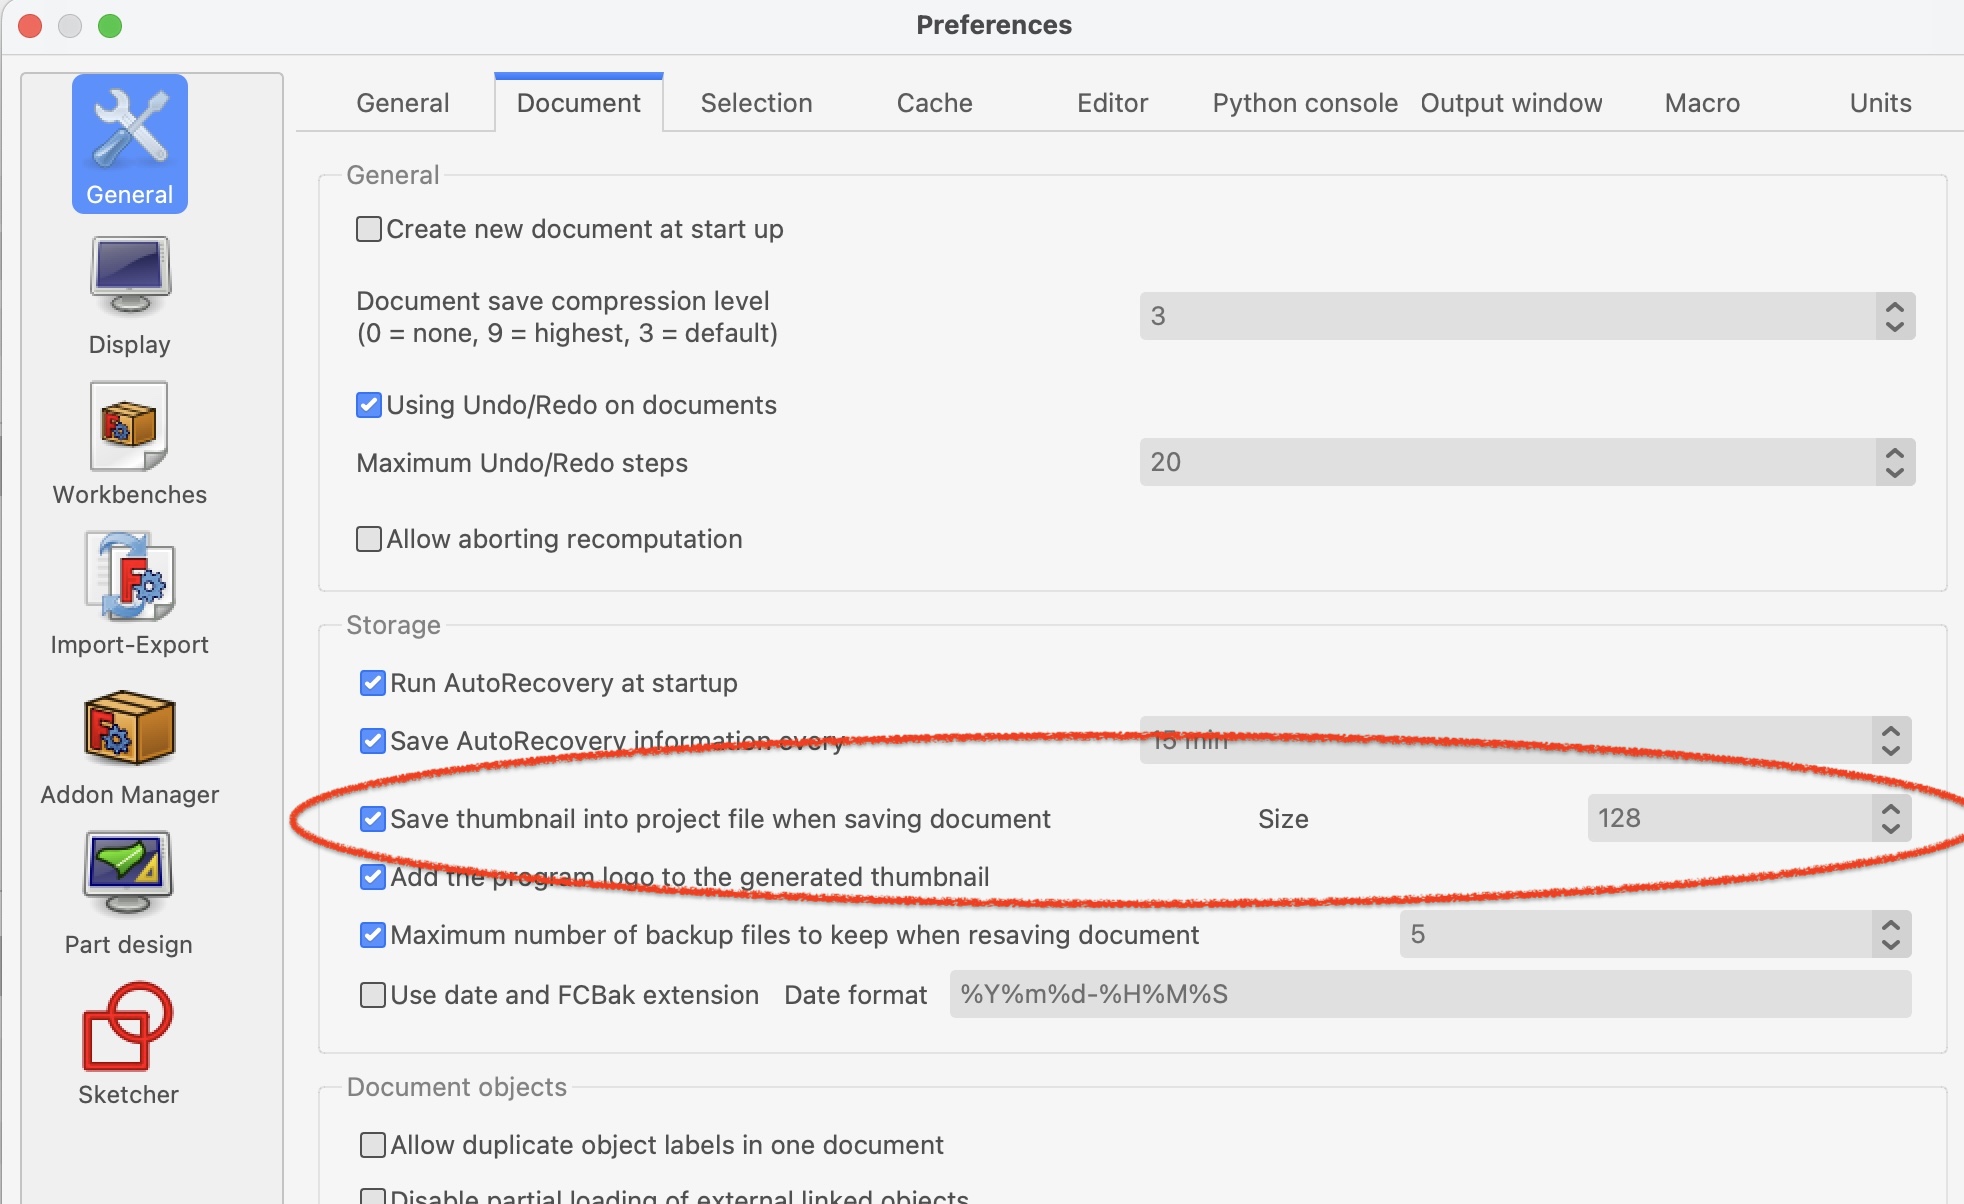 Preferences
General
Display
Workbenches
Import-Export
Addon Manager
Part design
Sketcher
General Document Selection Cache Editor Python console Output window Macro Units
General
Create new document at start up
Document save compression level
(0 = none, 9 = highest, 3 = default)
3
Using Undo/Redo on documents
Maximum Undo/Redo steps
20
Allow aborting recomputation
Storage
Run AutoRecovery at startup
Save AutoRecovery information every
15 min
Save thumbnail into project file when saving document
Size
128
Add the program logo to the generated thumbnail
Maximum number of backup files to keep when resaving document
5
Use date and FCBak extension
Date format
%Y%m%d-%H%M%S
Document objects
Allow duplicate object labels in one document
Disable partial loading of external linked objects